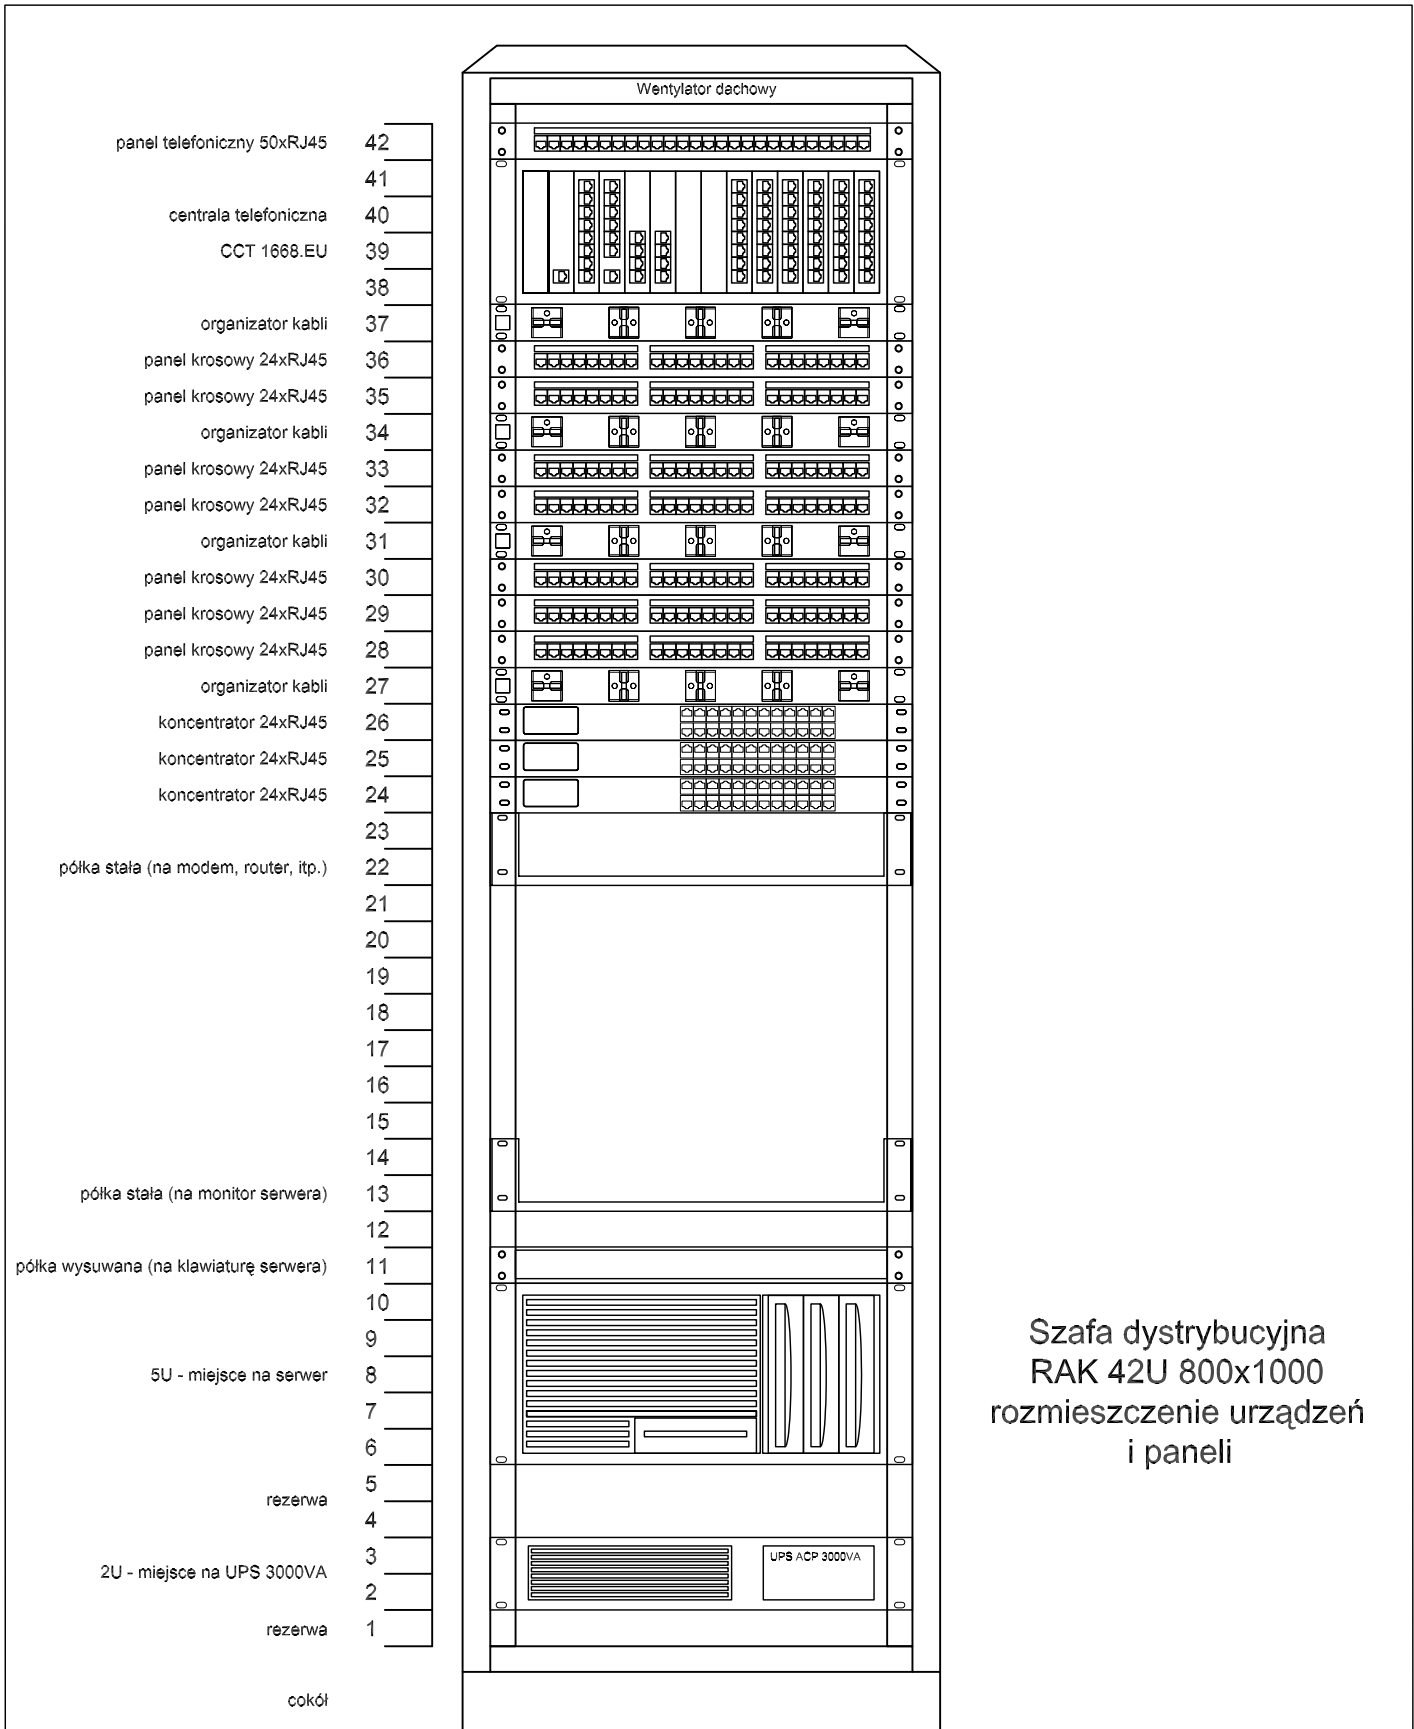 Wentylator dachowy
panel telefoniczny 50xRJ45 42
41
centrala telefoniczna 40
CCT 1668.EU 39
38
organizator kabli 37
panel krosowy 24xRJ45 36
panel krosowy 24xRJ45 35
organizator kabli 34
panel krosowy 24xRJ45 33
panel krosowy 24xRJ45 32
organizator kabli 31
panel krosowy 24xRJ45 30
panel krosowy 24xRJ45 29
panel krosowy 24xRJ45 28
organizator kabli 27
koncentrator 24xRJ45 26
koncentrator 24xRJ45 25
koncentrator 24xRJ45 24
23
półka stała (na modem, router, itp.) 22
21
20
19
18
17
16
15
14
półka stała (na monitor serwera) 13
12
półka wysuwana (na klawiaturę serwera) 11
10
9
5U - miejsce na serwer 8
7
6
5
rezerwa
4
3
UPS ACP 3000VA
2U - miejsce na UPS 3000VA
2
rezerwa 1
cokół
Szafa dystrybucyjna
RAK 42U 800x1000
rozmieszczenie urządzeń
i paneli